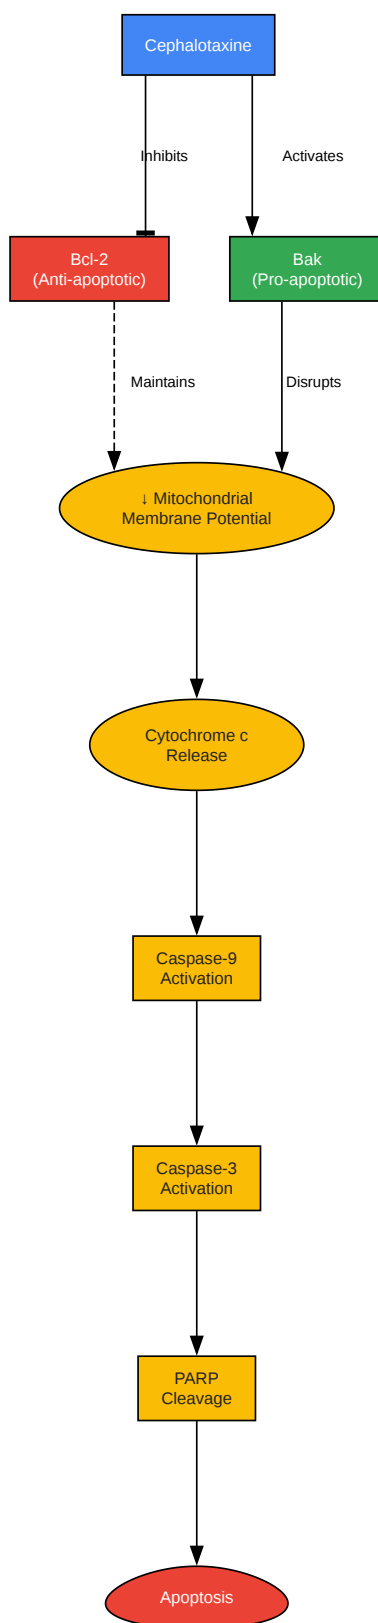 Cephalotaxine
Inhibits
Activates
Bcl-2
(Anti-apoptotic)
Bak
(Pro-apoptotic)
Maintains
Disrupts
↓ Mitochondrial
Membrane Potential
Cytochrome c
Release
Caspase-9
Activation
Caspase-3
Activation
PARP
Cleavage
Apoptosis